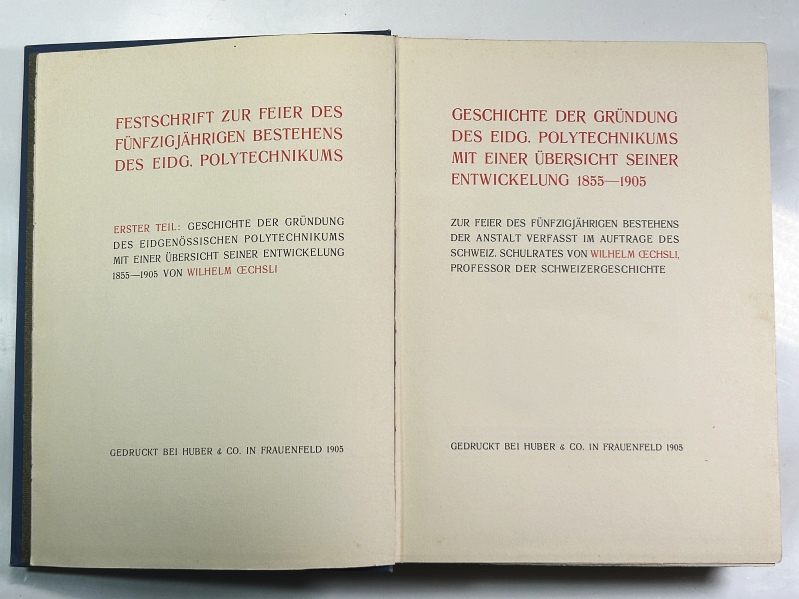 FESTSCHRIFT ZUR FEIER DES
FÜNFZIGJÄHRIGEN BESTEHENS
DES EIDG. POLYTECHNIKUMS
ERSTER TEIL: GESCHICHTE DER GRÜNDUNG
DES EIDGENÖSSISCHEN POLYTECHNIKUMS
MIT EINER ÜBERSICHT SEINER ENTWICKELUNG
1855—1905 VON WILHELM ŒCHSLI
GEDRUCKT BEI HUBER & CO. IN FRAUENFELD 1905
GESCHICHTE DER GRÜNDUNG
DES EIDG. POLYTECHNIKUMS
MIT EINER ÜBERSICHT SEINER
ENTWICKELUNG 1855—1905
ZUR FEIER DES FÜNFZIGJÄHRIGEN BESTEHENS
DER ANSTALT VERFASST IM AUFTRAGE DES
SCHWEIZ. SCHULRATES VON WILHELM ŒCHSLI,
PROFESSOR DER SCHWEIZERGESCHICHTE
GEDRUCKT BEI HUBER & CO. IN FRAUENFELD 1905